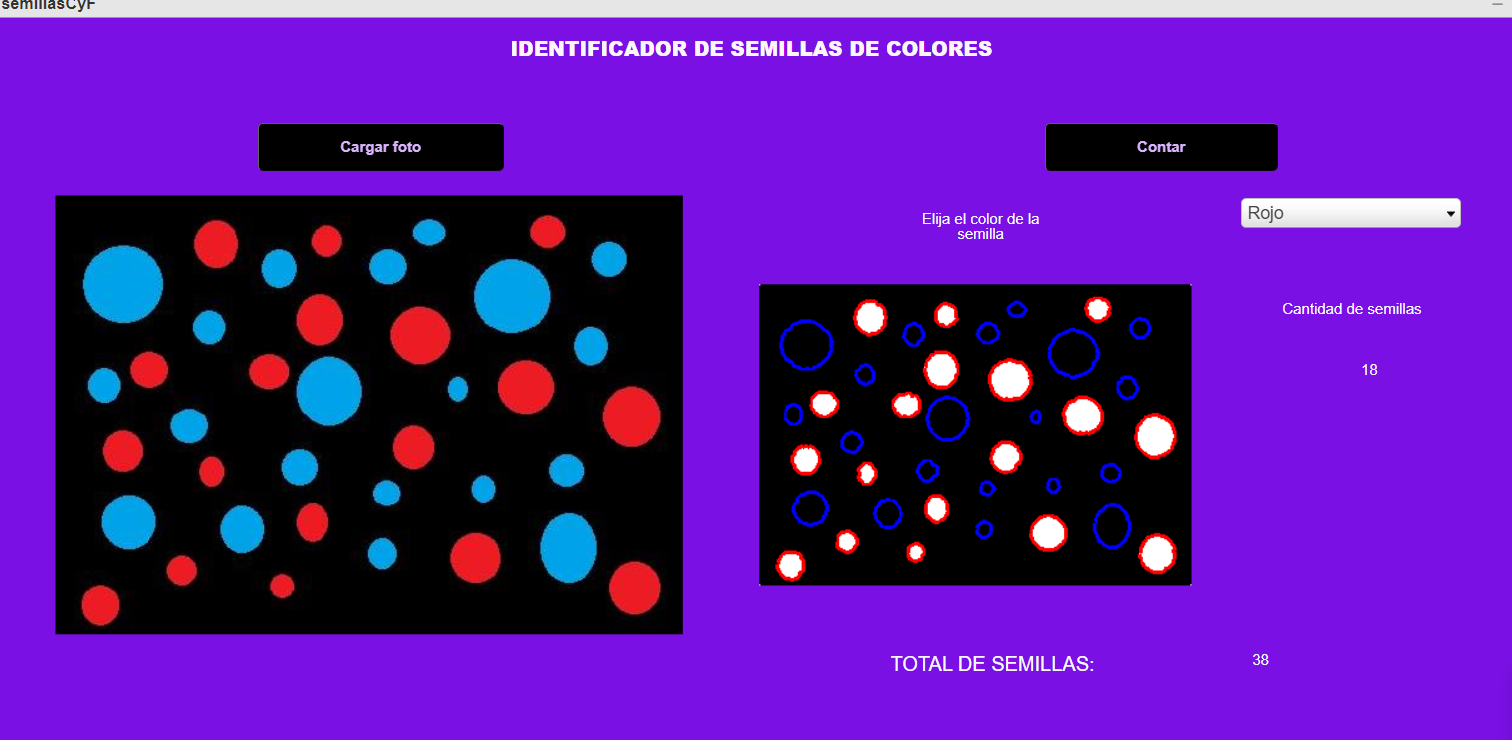 semillasCyF
IDENTIFICADOR DE SEMILLAS DE COLORES
Cargar foto
Contar
Elija el color de la
semilla
Rojo
Cantidad de semillas
18
TOTAL DE SEMILLAS:
38